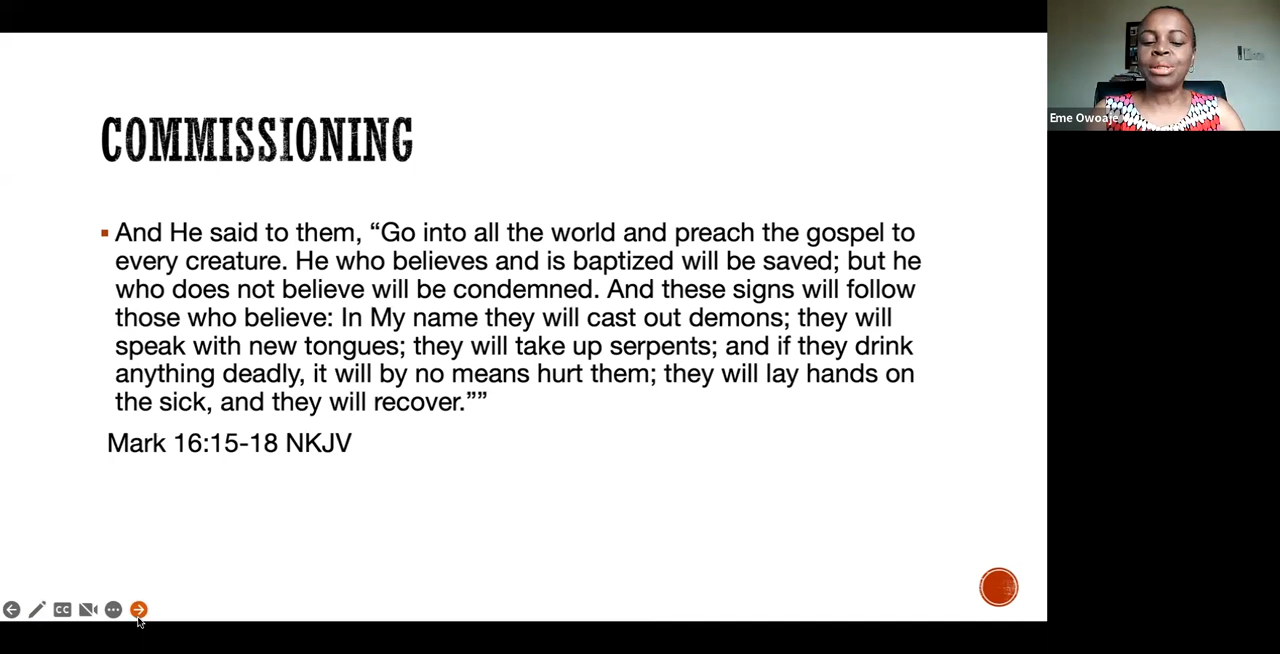 COMMISSIONING
And He said to them, “Go into all the world and preach the gospel to
every creature. He who believes and is baptized will be saved; but he
who does not believe will be condemned. And these signs will follow
those who believe: In My name they will cast out demons; they will
speak with new tongues; they will take up serpents; and if they drink
anything deadly, it will by no means hurt them; they will lay hands on
the sick, and they will recover.””
Mark 16:15-18 NKJV
Eme Owoaje
CC